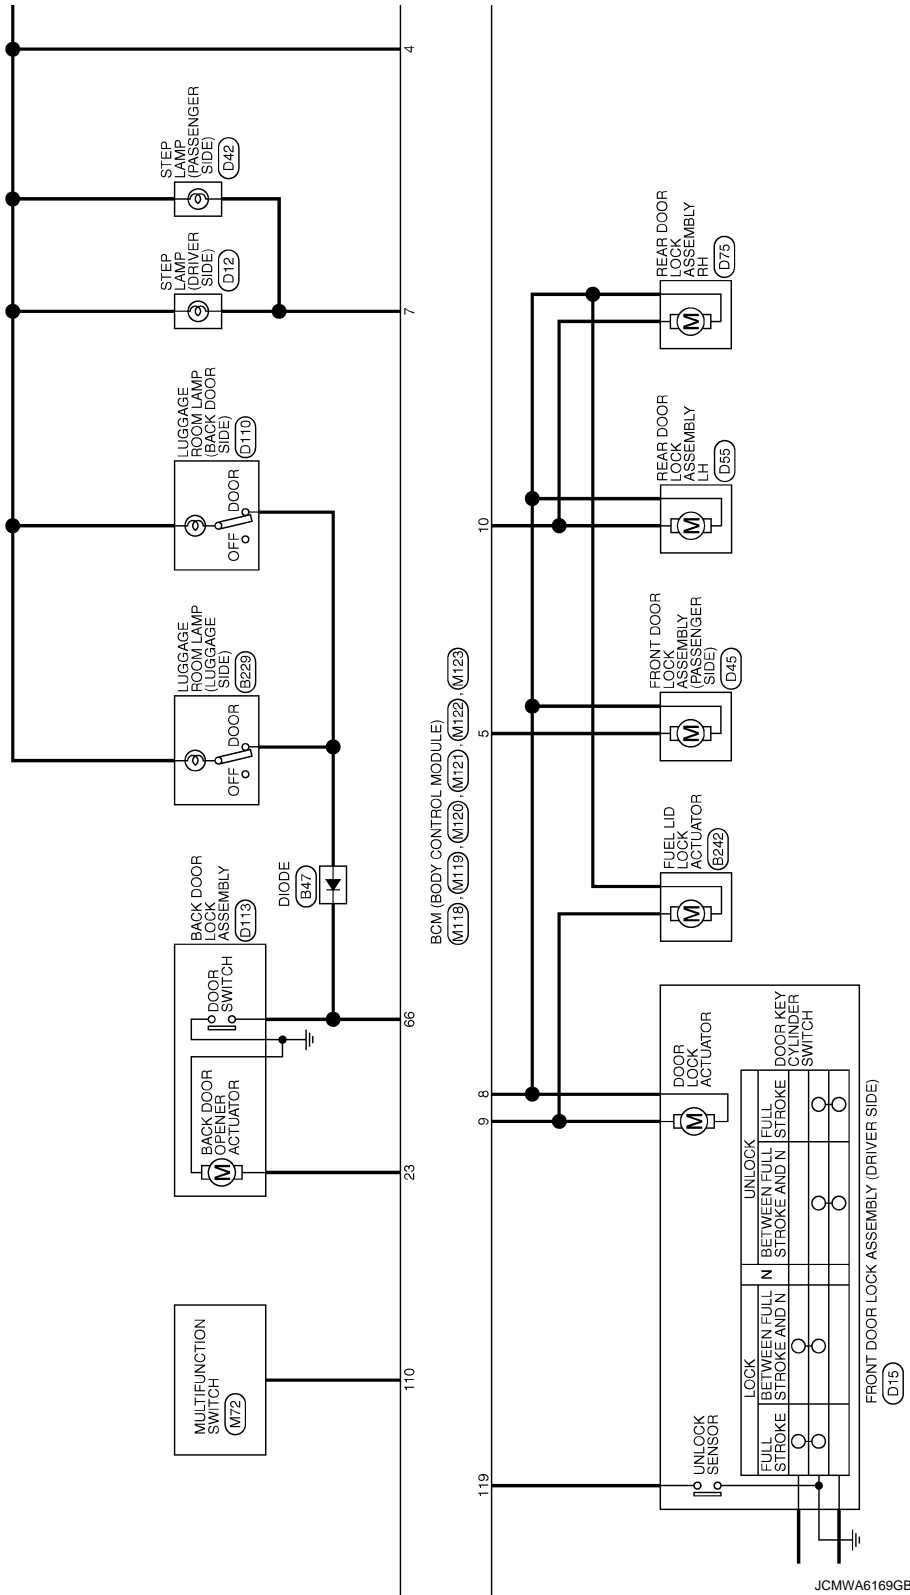 4
STEP
LAMP
(PASSENGER
SIDE)
D42
STEP
LAMP
(DRIVER
SIDE)
D12
7
LUGGAGE
ROOM LAMP
(BACK DOOR
SIDE)
D110
OFF
DOOR
LUGGAGE
ROOM LAMP
(LUGGAGE
SIDE)
B229
OFF
DOOR
DIODE
B47
BACK DOOR
LOCK
ASSEMBLY
D113
DOOR
SWITCH
BACK DOOR
OPENER
ACTUATOR
M
66
23
MULTIFUNCTION
SWITCH
M72
110
BCM (BODY CONTROL MODULE)
M118 , M119 , M120 , M121 , M122 , M123
REAR DOOR
LOCK
ASSEMBLY
RH
D75
M
10
REAR DOOR
LOCK
ASSEMBLY
LH
D55
M
5
FRONT DOOR
LOCK
ASSEMBLY
(PASSENGER
SIDE)
D45
M
FUEL LID
LOCK
ACTUATOR
B242
M
8
9
DOOR
LOCK
ACTUATOR
M
DOOR KEY
CYLINDER
SWITCH
119
UNLOCK
SENSOR
LOCK
N
UNLOCK
FULL
STROKE
BETWEEN FULL
STROKE AND N
BETWEEN FULL
STROKE AND N
FULL
STROKE
FRONT DOOR LOCK ASSEMBLY (DRIVER SIDE)
D15
JCMWA6169GB